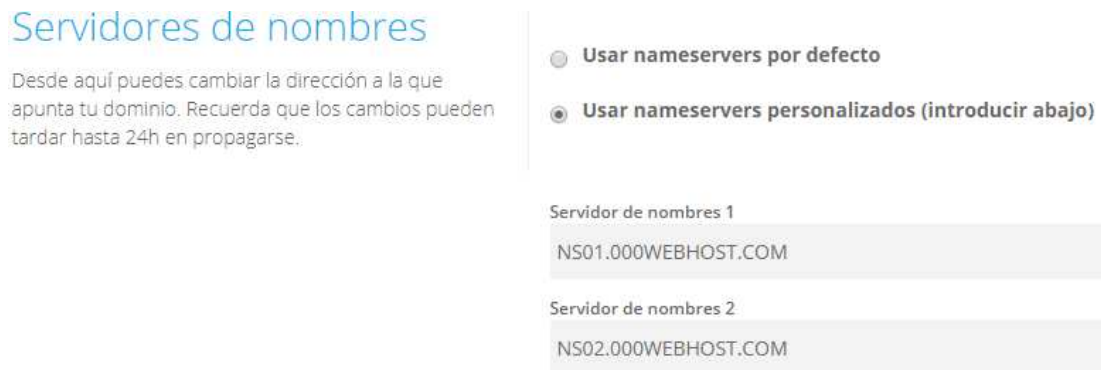 Servidores de nombres
Desde aquí puedes cambiar la dirección a la que
apunta tu dominio. Recuerda que los cambios pueden
tardar hasta 24h en propagarse.
Usar nameservers por defecto
Usar nameservers personalizados (introducir abajo)
Servidor de nombres 1
NS01.000WEBHOST.COM
Servidor de nombres 2
NS02.000WEBHOST.COM